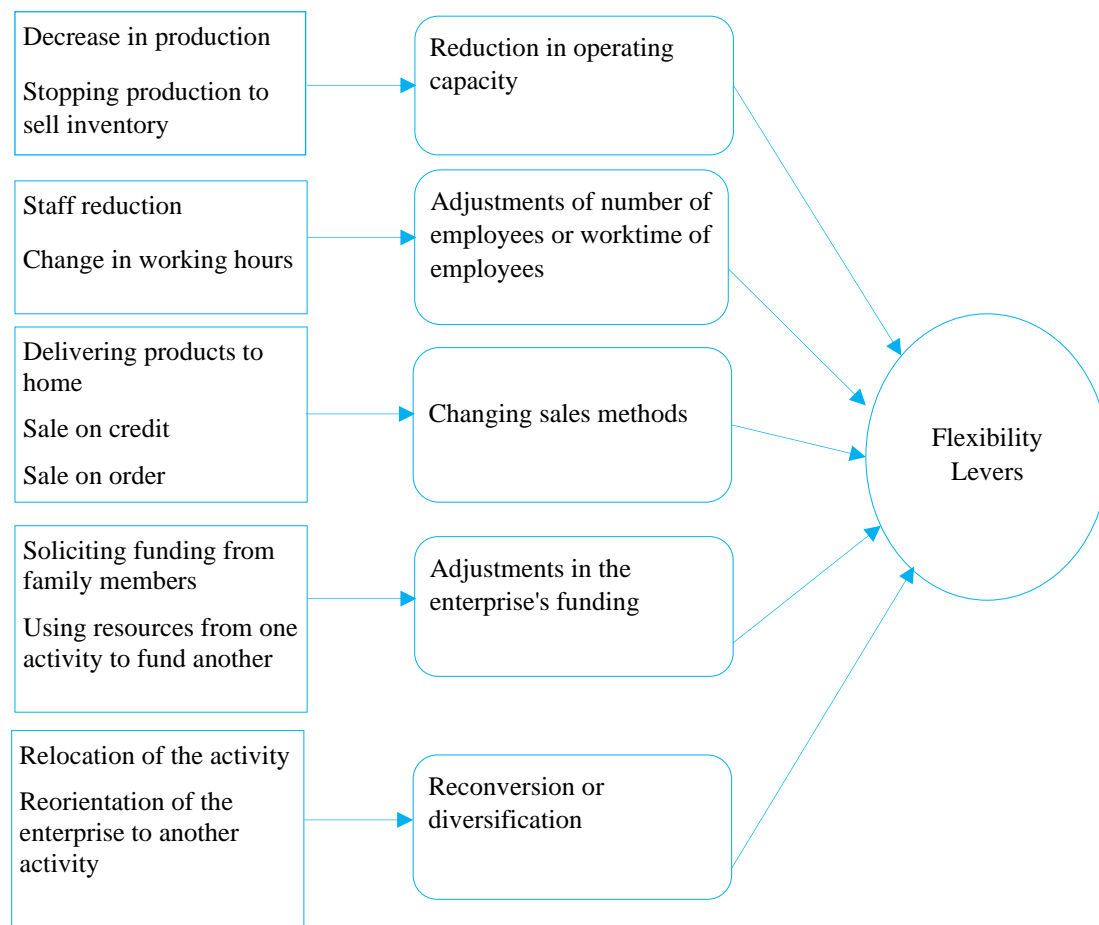 Decrease in production
Stopping production to
sell inventory
Reduction in operating
capacity
Staff reduction
Change in working hours
Adjustments of number of
employees or worktime of
employees
Delivering products to
home
Sale on credit
Sale on order
Changing sales methods
Flexibility
Levers
Soliciting funding from
family members
Using resources from one
activity to fund another
Adjustments in the
enterprise's funding
Relocation of the activity
Reorientation of the
enterprise to another
activity
Reconversion or
diversification